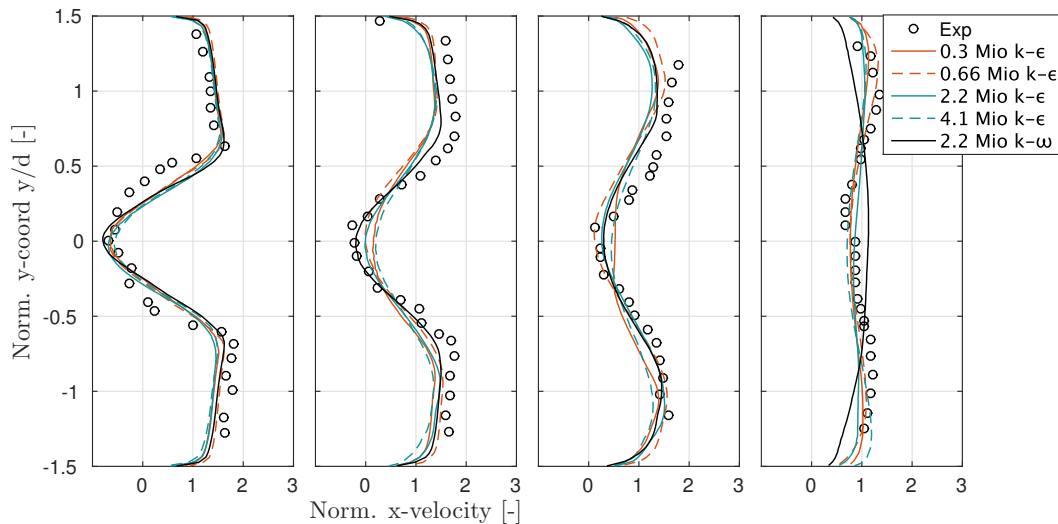 1.5
1
0.5
0
-0.5
-1
-1.5
Norm. y-coord y/d [-]
0 1 2 3
0 1 2 3
0 1 2 3
0 1 2 3
Norm. x-velocity [-]
Exp
0.3 Mio k-ϵ
0.66 Mio k-ϵ
2.2 Mio k-ϵ
4.1 Mio k-ϵ
2.2 Mio k-ω